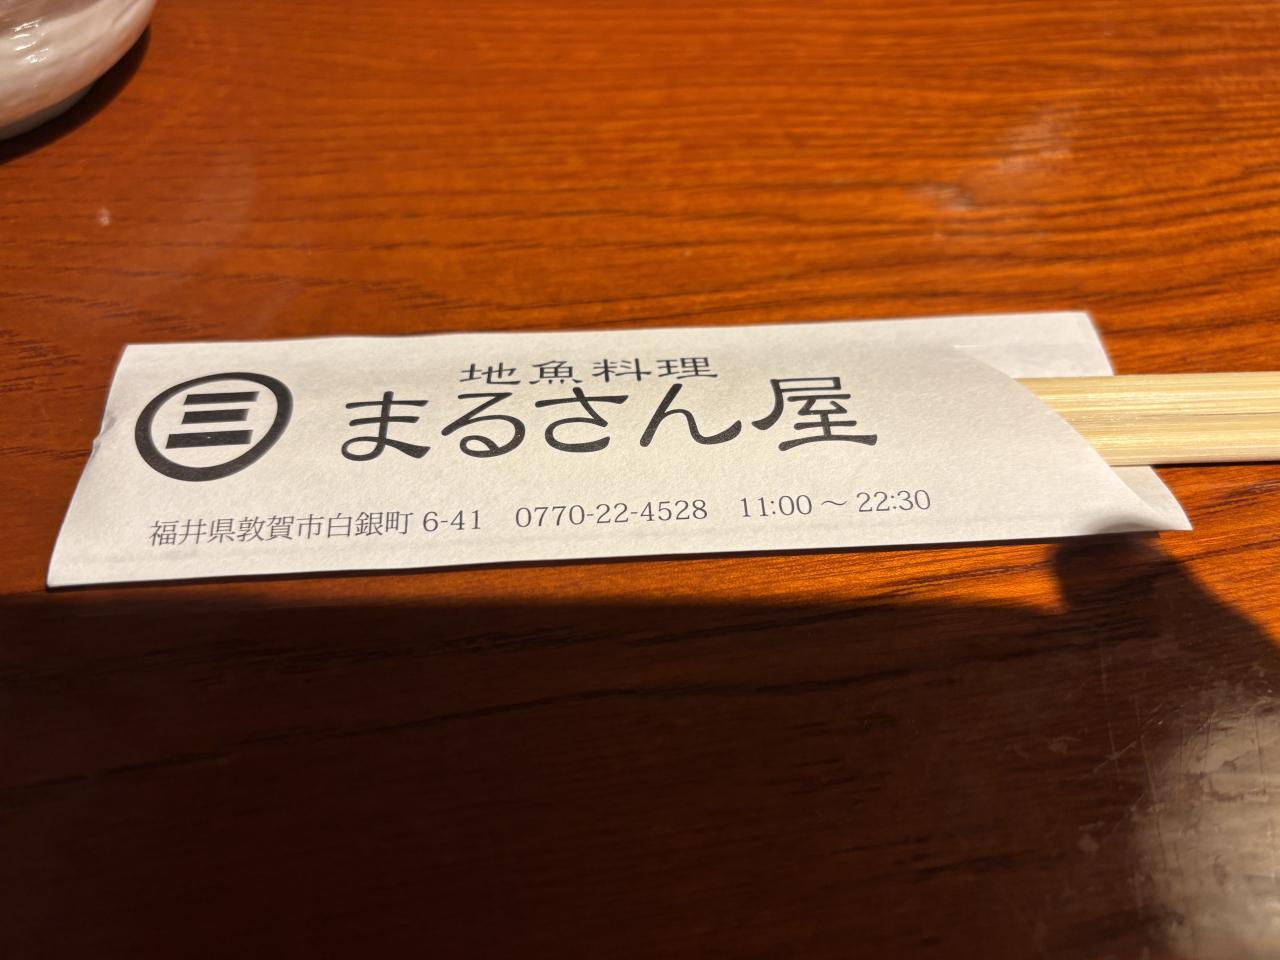 地魚料理
三 まるさん屋
福井県敦賀市白銀町 6-41 0770-22-4528 11:00 〜 22:30